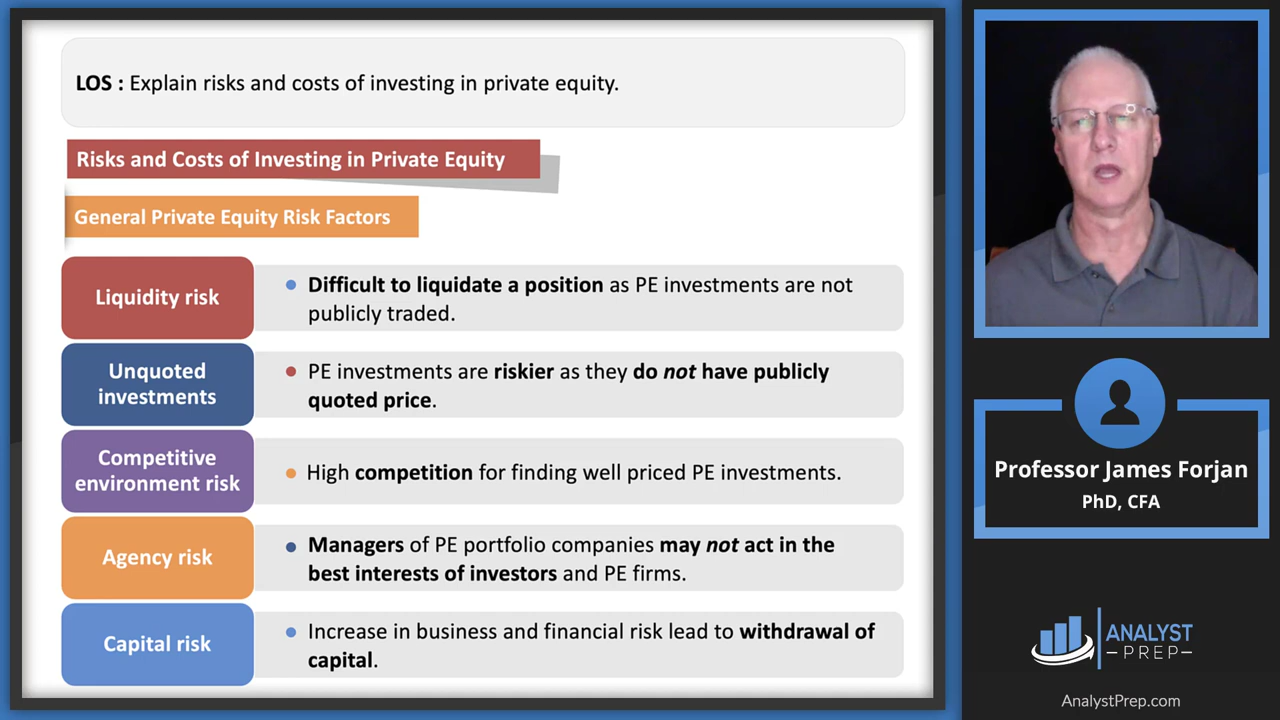 LOS : Explain risks and costs of investing in private equity.
Risks and Costs of Investing in Private Equity
General Private Equity Risk Factors
Liquidity risk
• Difficult to liquidate a position as PE investments are not
publicly traded.
Unquoted
investments
• PE investments are riskier as they do not have publicly
quoted price.
Competitive
environment risk
• High competition for finding well priced PE investments.
Agency risk
• Managers of PE portfolio companies may not act in the
best interests of investors and PE firms.
Capital risk
• Increase in business and financial risk lead to withdrawal of
capital.
Professor James Forjan
PhD, CFA
ANALYST
–PREP–
AnalystPrep.com